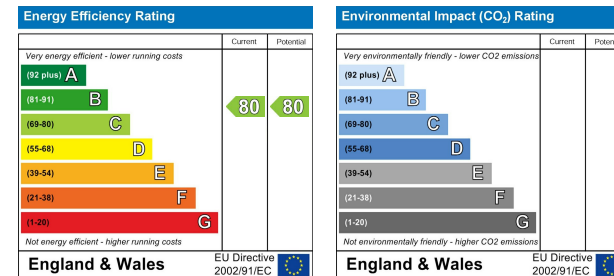 Energy Efficiency Rating
Current Potential
Very energy efficient - lower running costs
(92 plus) A
(81-91) B
(69-80) C
(55-68) D
(39-54) E
(21-38) F
(1-20) G
80 80
Not energy efficient - higher running costs
England & Wales
EU Directive
2002/91/EC
Environmental Impact (CO₂) Rating
Current Poten
Very environmentally friendly - lower CO2 emissions
(92 plus) A
(81-91) B
(69-80) C
(55-68) D
(39-54) E
(21-38) F
(1-20) G
Not environmentally friendly - higher CO2 emissions
England & Wales
EU Directive
2002/91/EC